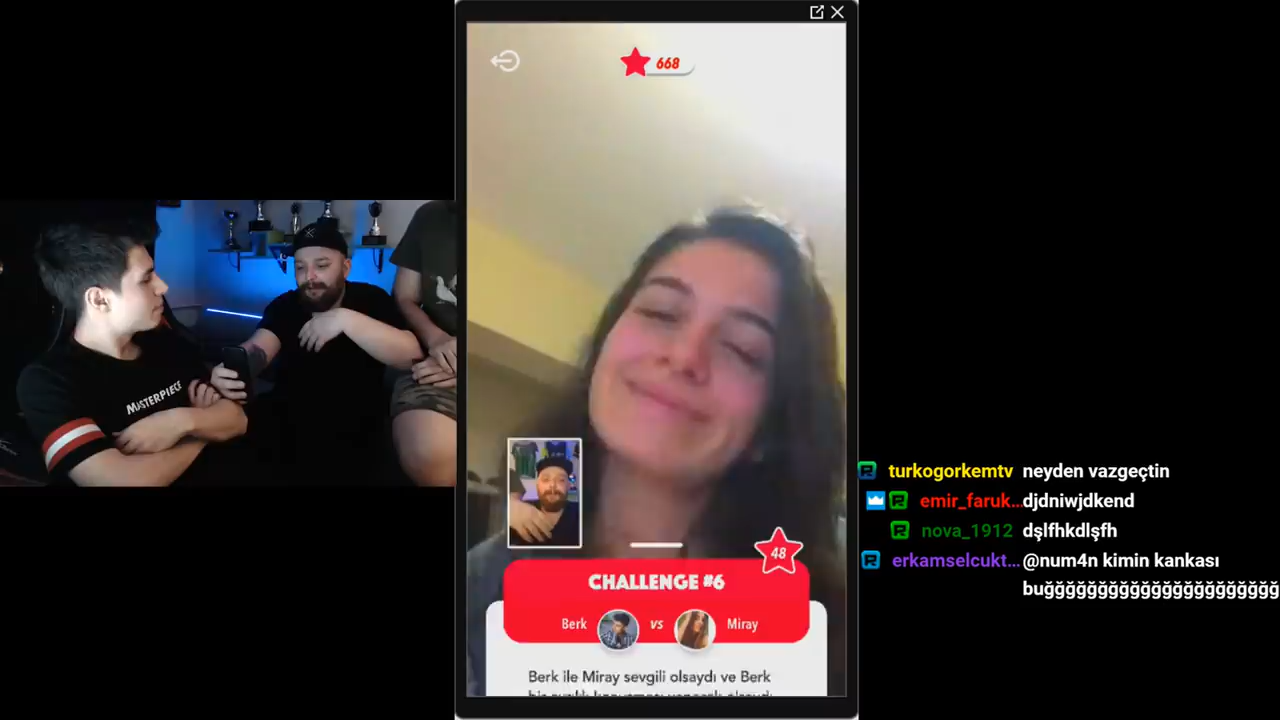 668
MASTERPIECE
48
CHALLENGE #6
Berk vs Miray
Berk ile Miray sevgili olsaydı ve Berk
turkogorkemtv neyden vazgeçtin
emir_faruk... djdniwjdkend
nova_1912 dşlfhkdlşfh
erkamselcukt... @num4n kimin kankası
buğğğğğğğğğğğğğğğğğğğğğ